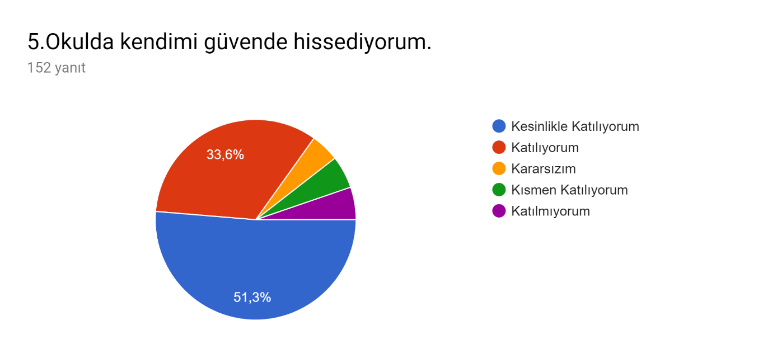 5.Okulda kendimi güvende hissediyorum.
152 yanıt
33,6%
51,3%
Kesinlikle Katılıyorum
Katılıyorum
Kararsızım
Kısmen Katılıyorum
Katılmıyorum